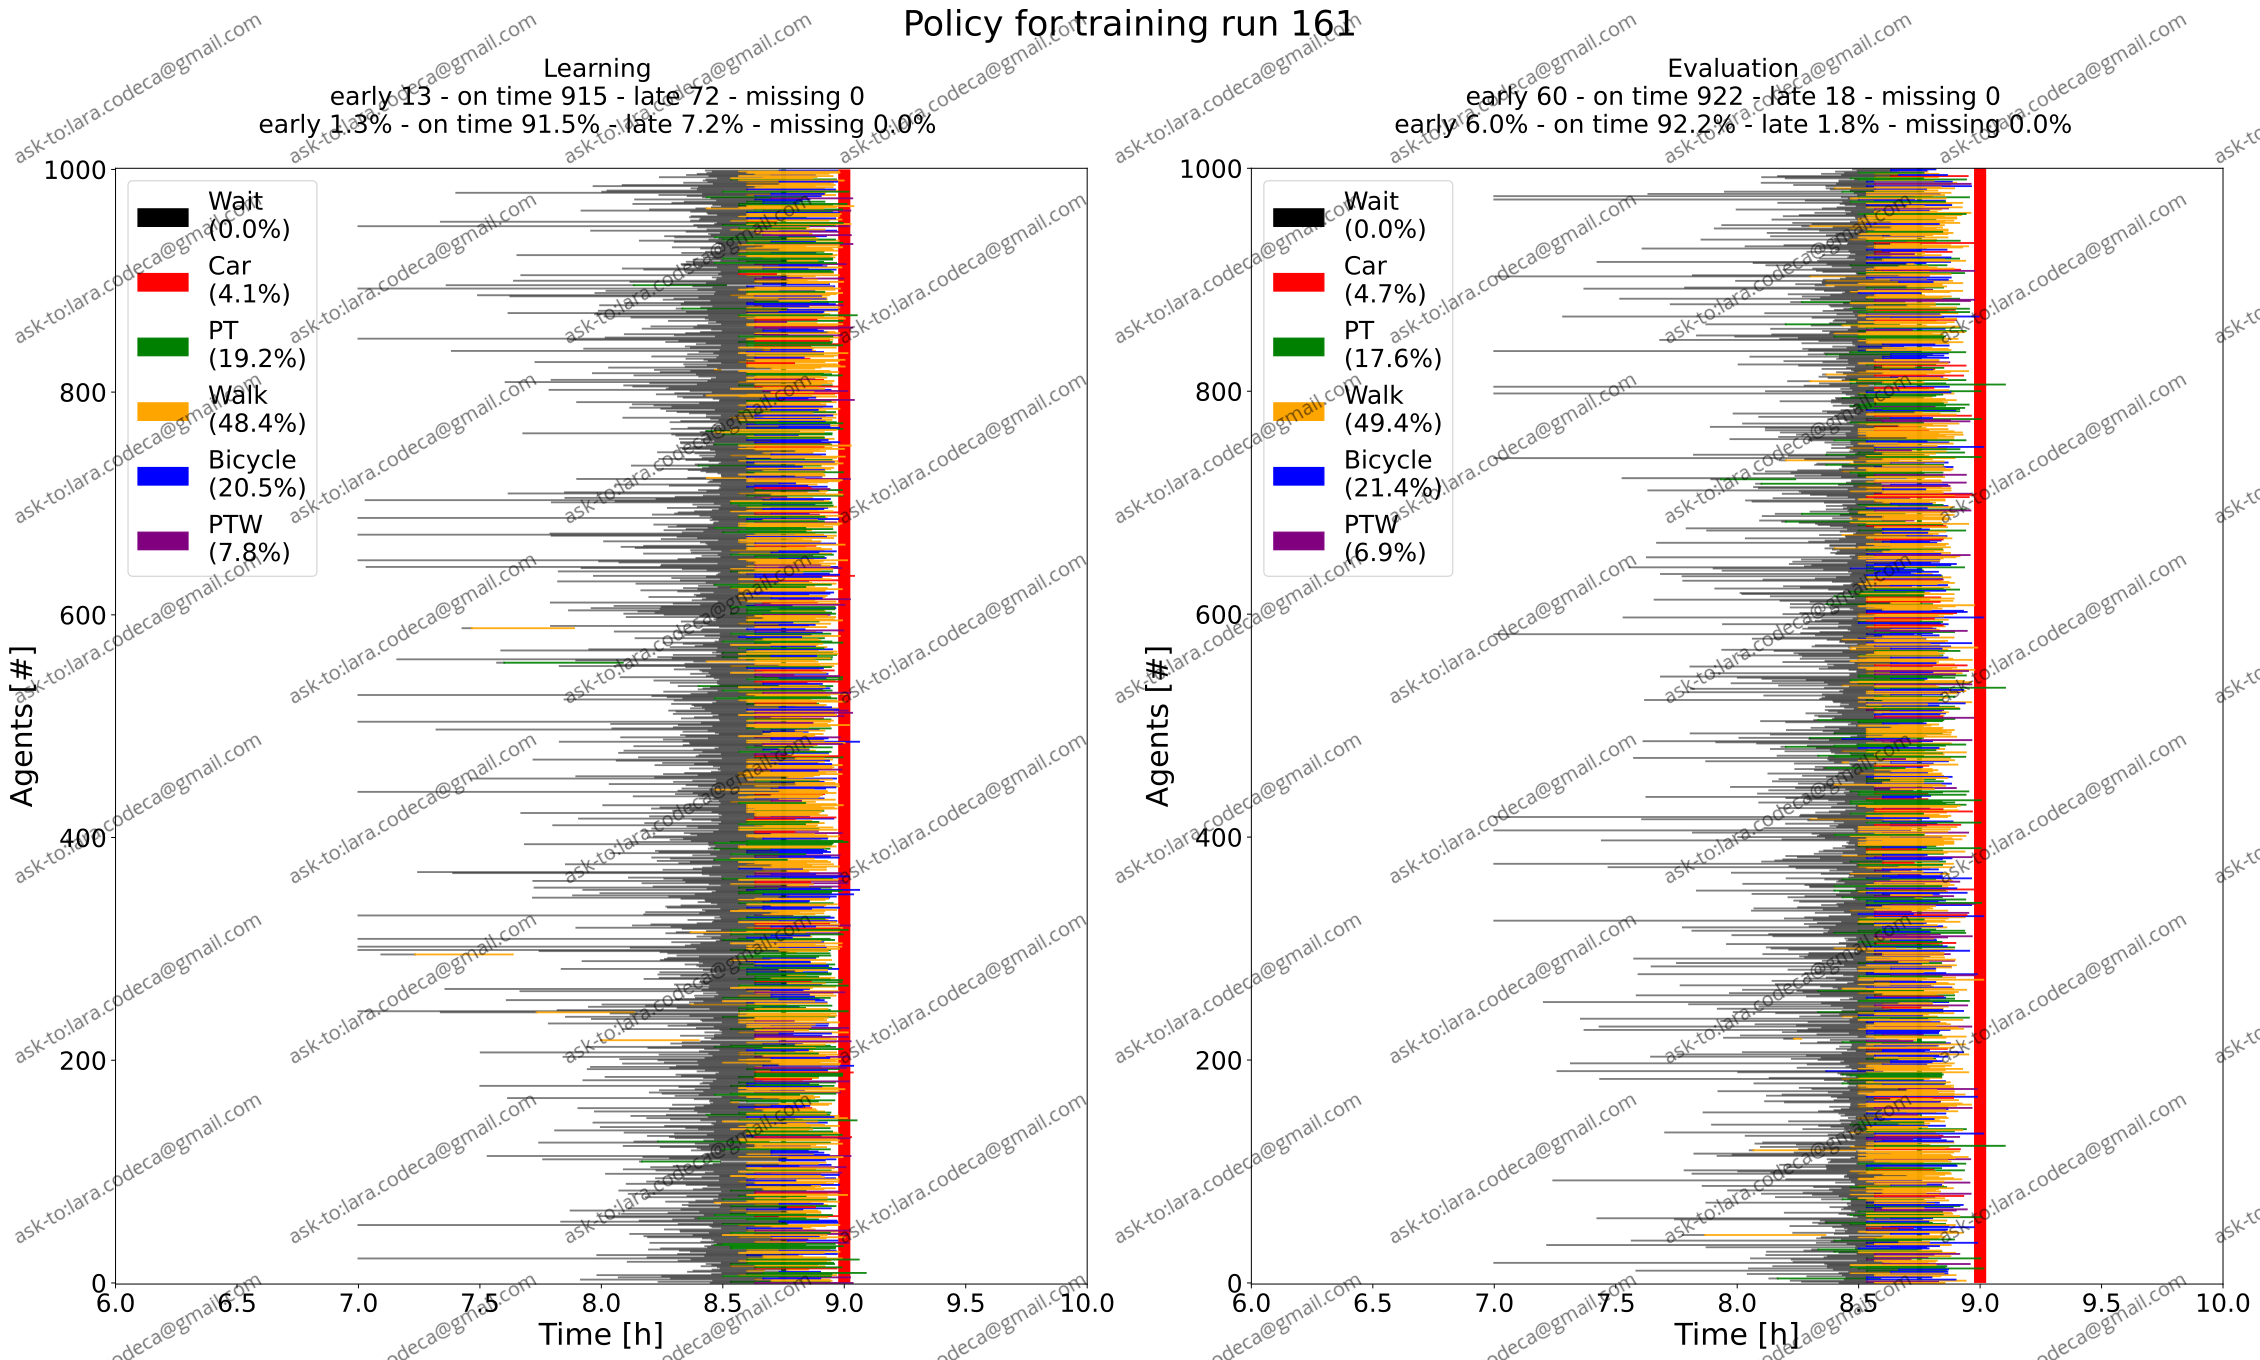 Policy for training run 161
Learning
early 13 - on time 915 - late 72 - missing 0
early 1.3% - on time 91.5% - late 7.2% - missing 0.0%
Wait
(0.0%)
Car
(4.1%)
PT
(19.2%)
Walk
(48.4%)
Bicycle
(20.5%)
PTW
(7.8%)
Agents [#]
1000
800
600
400
200
0
6.0 6.5 7.0 7.5 8.0 8.5 9.0 9.5 10.0
Time [h]
Evaluation
early 60 - on time 922 - late 18 - missing 0
early 6.0% - on time 92.2% - late 1.8% - missing 0.0%
Wait
(0.0%)
Car
(4.7%)
PT
(17.6%)
Walk
(49.4%)
Bicycle
(21.4%)
PTW
(6.9%)
Agents [#]
1000
800
600
400
200
0
6.0 6.5 7.0 7.5 8.0 8.5 9.0 9.5 10.0
Time [h]
ask-to:lara.codeca@gmail.com